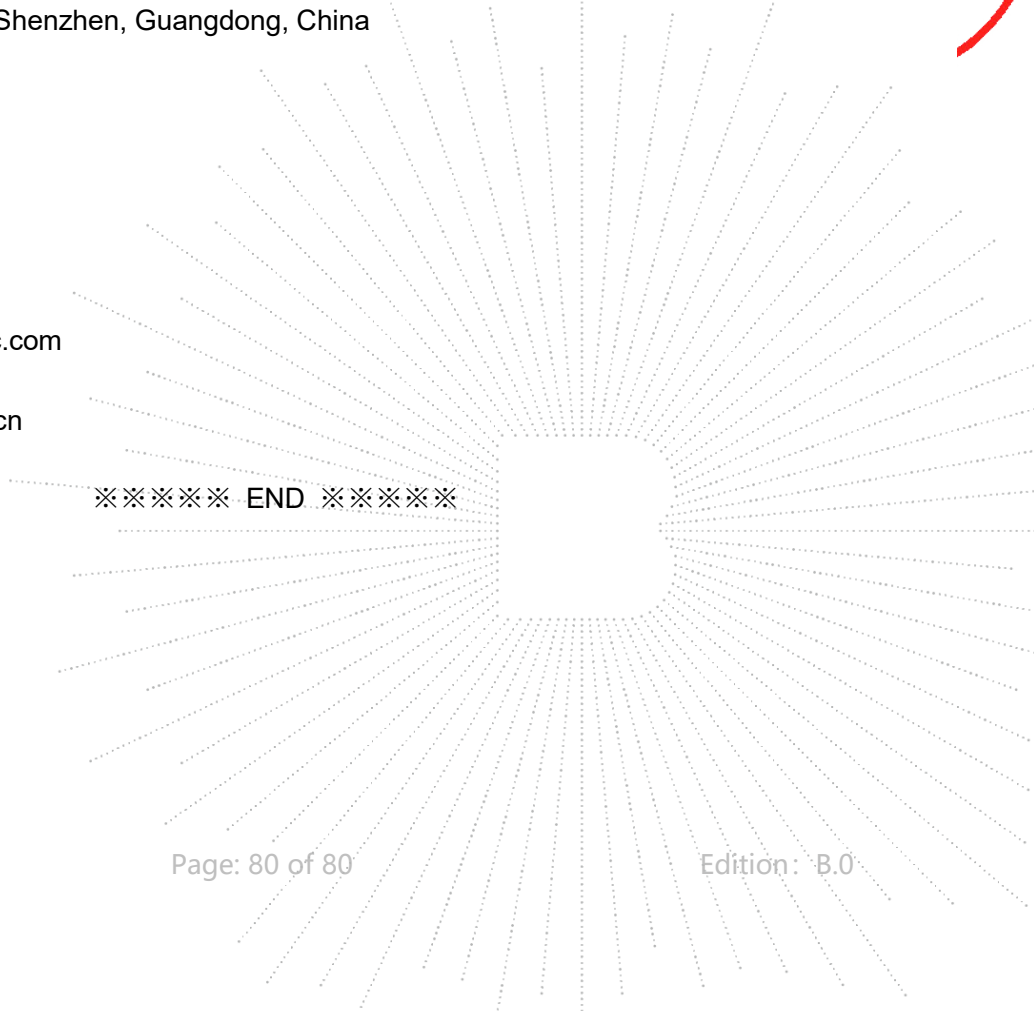 Shenzhen, Guangdong, China
c.com
cn
※※※※※ END ※※※※※
Page: 80 of 80 Edition：B.0